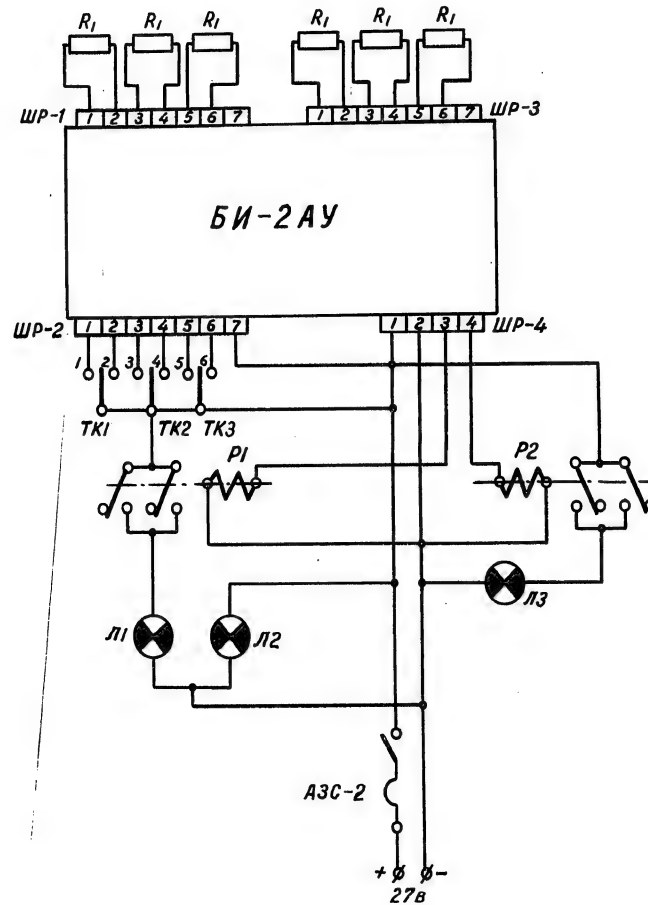 R1 R1 R1 R1 R1 R1
ШР-1 1 2 3 4 5 6 7 1 2 3 4 5 6 7 ШР-3
БИ-2АУ
ШР-2 1 2 3 4 5 6 7 1 2 3 4 ШР-4
1 2 3 4 5 6
ТК1 ТК2 ТК3
Р1 Р2
Л3
Л1 Л2
АЗС-2
+ -
27в